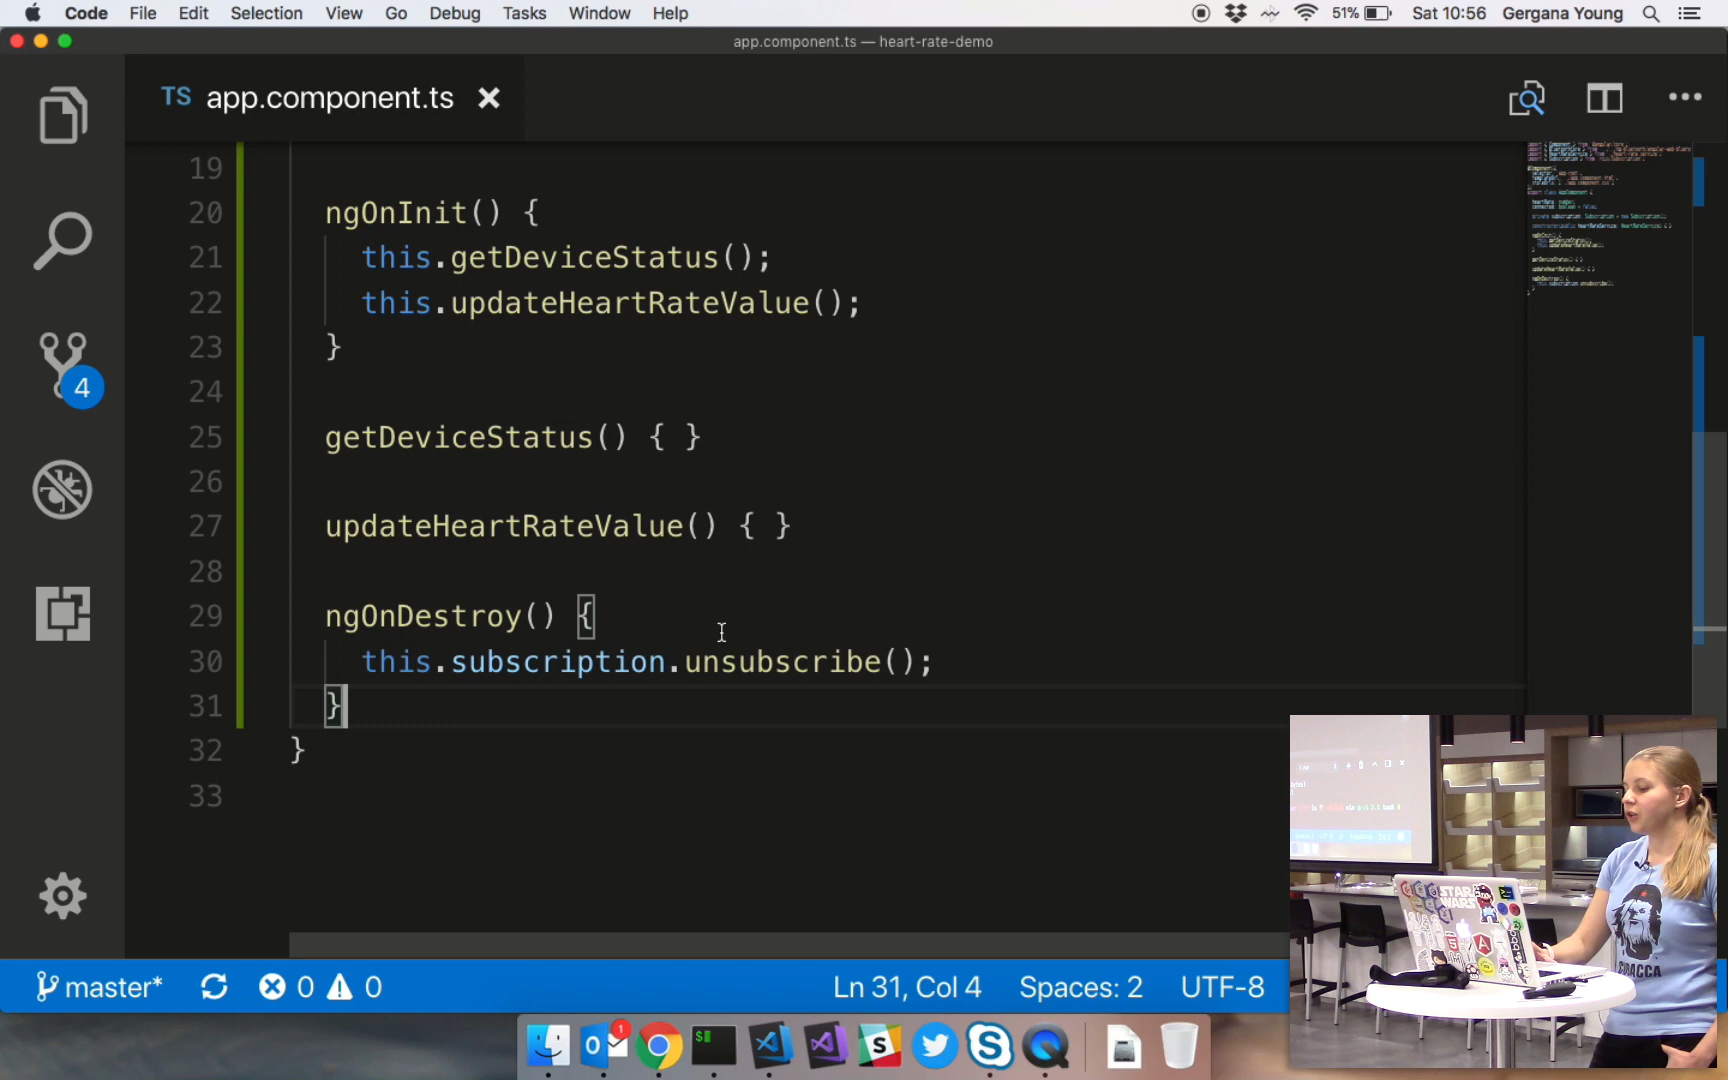 Code File Edit Selection View Go Debug Tasks Window Help 51% Sat 10:56 Gergana Young
app.component.ts — heart-rate-demo
TS app.component.ts
19
20 ngOnInit() {
21 this.getDeviceStatus();
22 this.updateHeartRateValue();
23 }
24
25 getDeviceStatus() { }
26
27 updateHeartRateValue() { }
28
29 ngOnDestroy() {
30 this.subscription.unsubscribe();
31 }
32 }
33
4
master* 0 0 Ln 31, Col 4 Spaces: 2 UTF-8
1
STAR
WARS